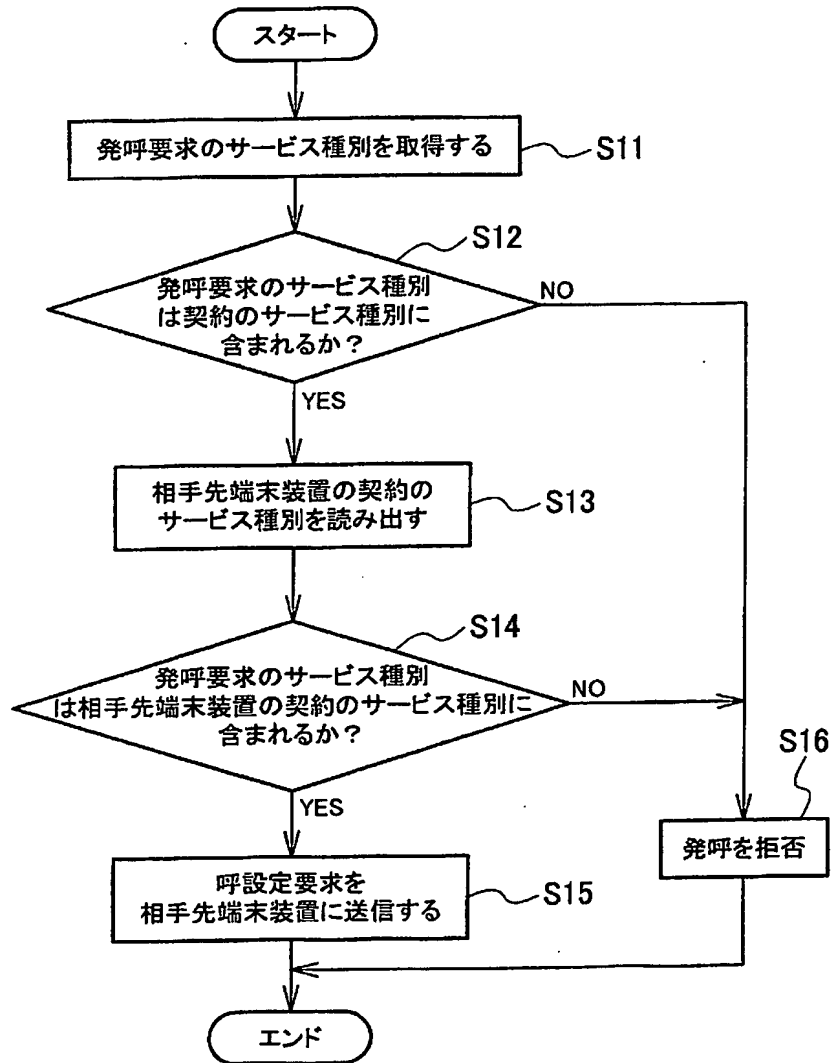 スタート
発呼要求のサービス種別を取得する
S11
S12
発呼要求のサービス種別
は契約のサービス種別に
含まれるか?
NO
YES
相手先端末装置の契約の
サービス種別を読み出す
S13
S14
発呼要求のサービス種別
は相手先端末装置の契約のサービス種別に
含まれるか?
NO
YES
S16
発呼を拒否
呼設定要求を
相手先端末装置に送信する
S15
エンド